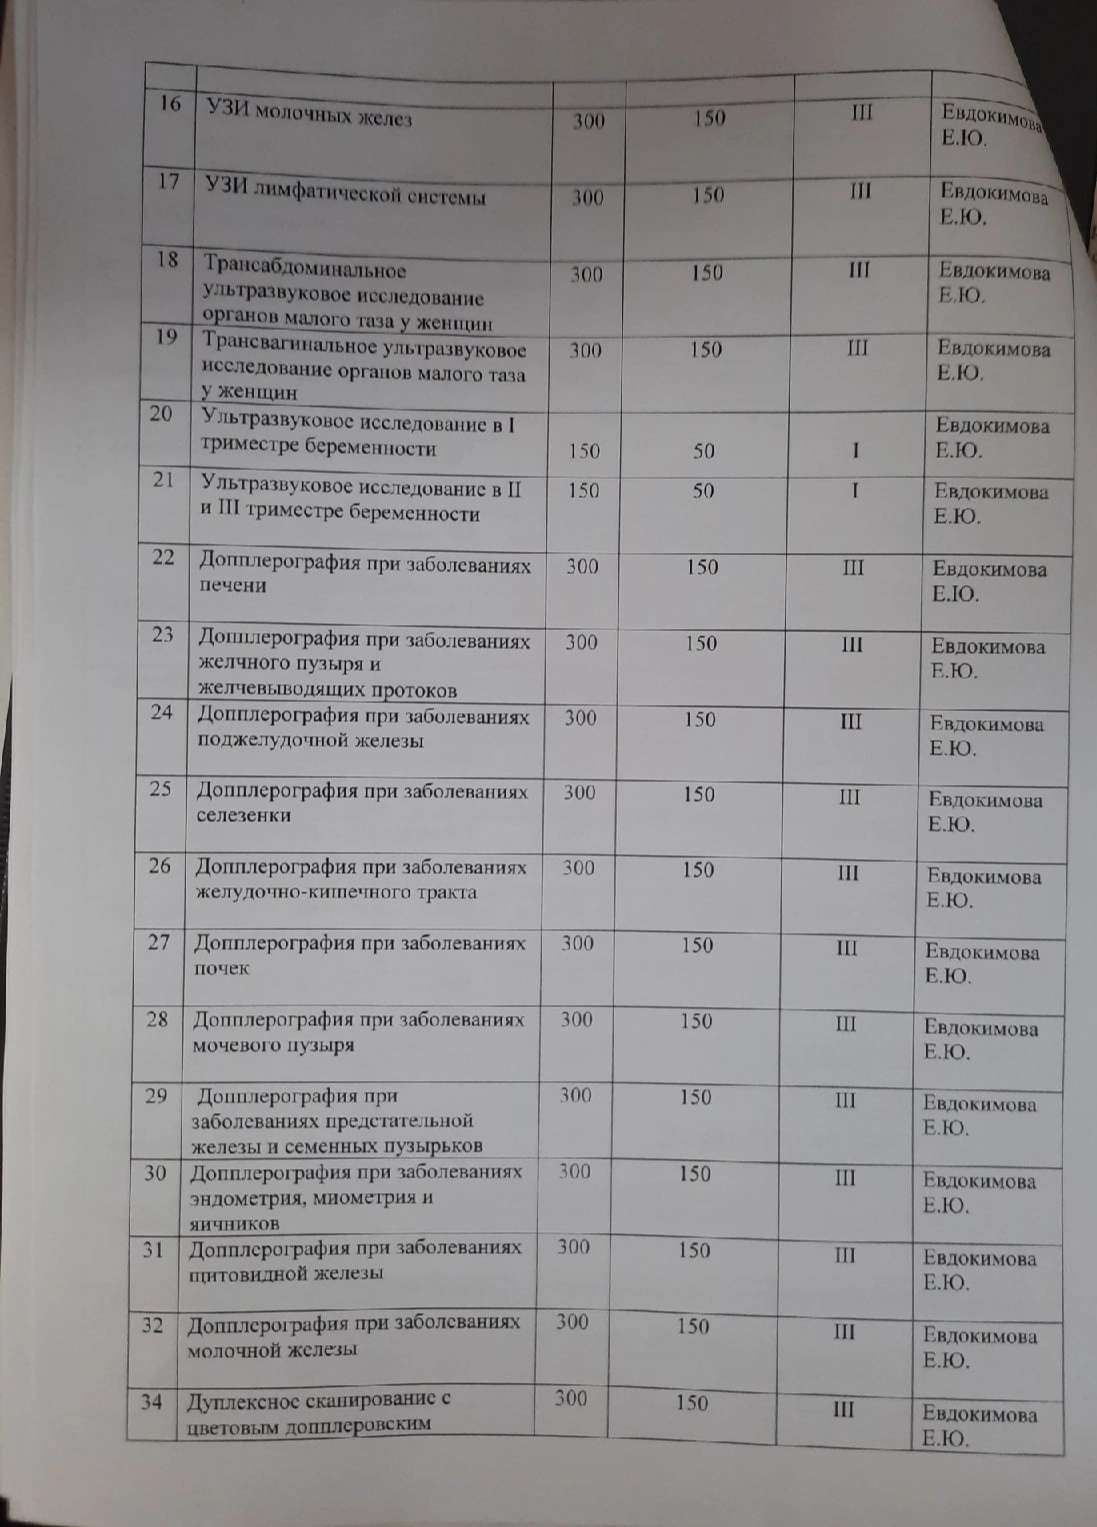 16 УЗИ молочных желез 300 150 III Евдокимова
Е.Ю.
17 УЗИ лимфатической системы 300 150 III Евдокимова
Е.Ю.
18 Трансабдоминальное 300 150 III Евдокимова
ультразвуковое исследование Е.Ю.
органов малого таза у женщин
19 Трансвагинальное ультразвуковое 300 150 III Евдокимова
исследование органов малого таза Е.Ю.
у женщин
20 Ультразвуковое исследование в I Евдокимова
триместре беременности 150 50 I Е.Ю.
21 Ультразвуковое исследование в II 150 50 I Евдокимова
и III триместре беременности Е.Ю.
22 Допплерография при заболеваниях 300 150 III Евдокимова
печени Е.Ю.
23 Допплерография при заболеваниях 300 150 III Евдокимова
желчного пузыря и Е.Ю.
желчевыводящих протоков
24 Допплерография при заболеваниях 300 150 III Евдокимова
поджелудочной железы Е.Ю.
25 Допплерография при заболеваниях 300 150 III Евдокимова
селезенки Е.Ю.
26 Допплерография при заболеваниях 300 150 III Евдокимова
желудочно-кишечного тракта Е.Ю.
27 Допплерография при заболеваниях 300 150 III Евдокимова
почек Е.Ю.
28 Допплерография при заболеваниях 300 150 III Евдокимова
мочевого пузыря Е.Ю.
29 Допплерография при 300 150 III Евдокимова
заболеваниях предстательной Е.Ю.
железы и семенных пузырьков
30 Допплерография при заболеваниях 300 150 III Евдокимова
эндометрия, миометрия и Е.Ю.
яичников
31 Допплерография при заболеваниях 300 150 III Евдокимова
щитовидной железы Е.Ю.
32 Допплерография при заболеваниях 300 150 III Евдокимова
молочной железы Е.Ю.
34 Дуплексное сканирование с 300 150 III Евдокимова
цветовым допплеровским Е.Ю.